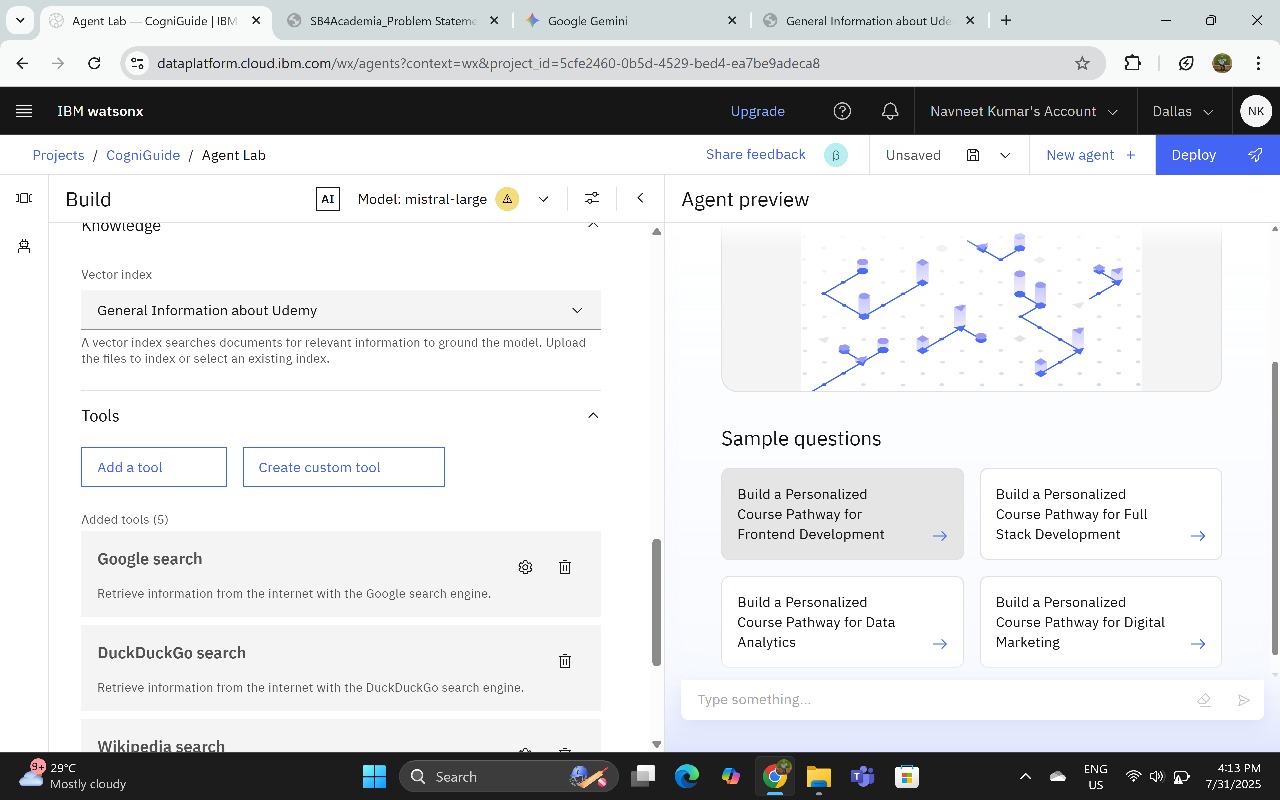 Agent Lab — CogniGuide | IBM
SB4Academia_Problem Stateme
Google Gemini
General Information about Ude
dataplatform.cloud.ibm.com/wx/agents?context=wx&project_id=5cfe2460-0b5d-4529-bed4-ea7be9adeca8
IBM watsonx
Upgrade
Navneet Kumar's Account
Dallas
NK
Projects / CogniGuide / Agent Lab
Share feedback
β
Unsaved
New agent +
Deploy
Build
AI
Model: mistral-large
Knowledge
Vector index
General Information about Udemy
A vector index searches documents for relevant information to ground the model. Upload
the files to index or select an existing index.
Tools
Add a tool
Create custom tool
Added tools (5)
Google search
Retrieve information from the internet with the Google search engine.
DuckDuckGo search
Retrieve information from the internet with the DuckDuckGo search engine.
Wikipedia search
Agent preview
Sample questions
Build a Personalized
Course Pathway for
Frontend Development
Build a Personalized
Course Pathway for Full
Stack Development
Build a Personalized
Course Pathway for Data
Analytics
Build a Personalized
Course Pathway for Digital
Marketing
Type something...
9+
29°C
Mostly cloudy
Search
ENG
US
4:13 PM
7/31/2025